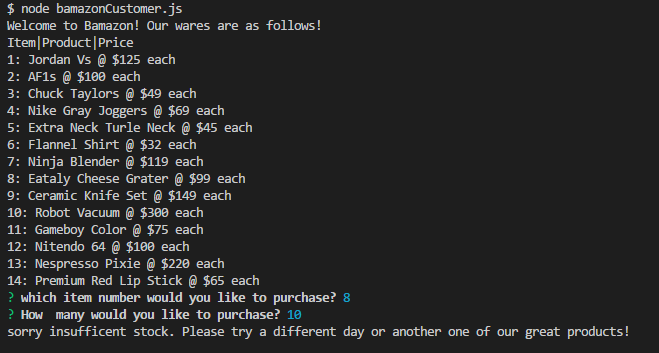 $ node bamazonCustomer.js
Welcome to Bamazon! Our wares are as follows!
Item|Product|Price
1: Jordan Vs @ $125 each
2: AF1s @ $100 each
3: Chuck Taylors @ $49 each
4: Nike Gray Joggers @ $69 each
5: Extra Neck Turle Neck @ $45 each
6: Flannel Shirt @ $32 each
7: Ninja Blender @ $119 each
8: Eataly Cheese Grater @ $99 each
9: Ceramic Knife Set @ $149 each
10: Robot Vacuum @ $300 each
11: Gameboy Color @ $75 each
12: Nitendo 64 @ $100 each
13: Nespresso Pixie @ $220 each
14: Premium Red Lip Stick @ $65 each
? which item number would you like to purchase? 8
? How  many would you like to purchase? 10
sorry insufficent stock. Please try a different day or another one of our great products!